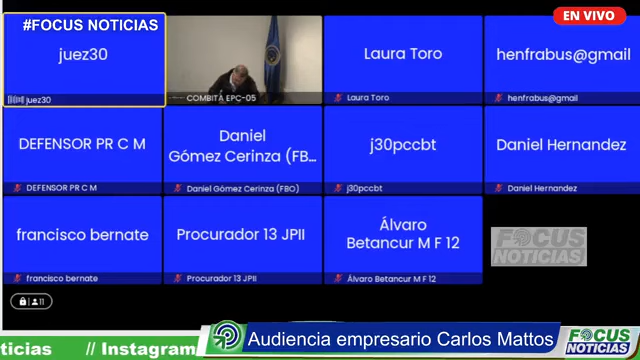 #FOCUS NOTICIAS
EN VIVO
juez30
juez30
COMBITA EPC-05
Laura Toro
Laura Toro
henfrabus@gmail
henfrabus@gmail
DEFENSOR PR C M
DEFENSOR PR C M
Daniel
Gómez Cerinza (FB...
Daniel Gómez Cerinza (FBO)
j30pccbt
j30pccbt
Daniel Hernandez
Daniel Hernandez
francisco bernate
francisco bernate
Procurador 13 JPII
Procurador 13 JPII
Álvaro
Betancur M F 12
Álvaro Betancur M F 12
FOCUS
NOTICIAS
11
Audiencia empresario Carlos Mattos
FOCUS
NOTICIAS
ticias // Instagram